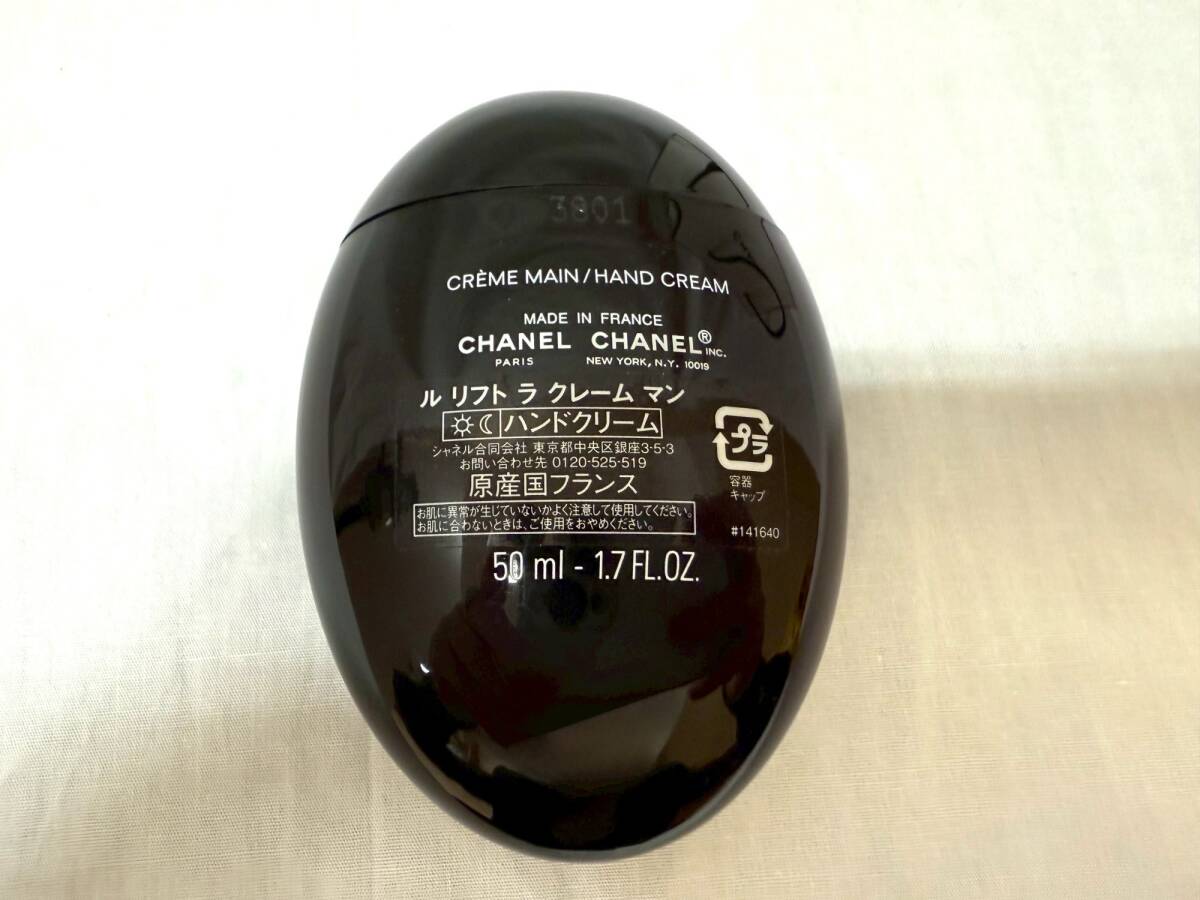 3801
CRÈME MAIN/HAND CREAM
MADE IN FRANCE
CHANEL CHANEL® INC.
PARIS NEW YORK, N.Y. 10019
ル リフト ラ クレーム マン
ハンドクリーム
シャネル合同会社 東京都中央区銀座3-5-3
お問い合わせ先 0120-525-519
原産国フランス
お肌に異常が生じていないかよく注意して使用してください。
お肌に合わないときは、ご使用をおやめください。
プラ
容器
キャップ
#141640
50 ml - 1.7 FL.OZ.